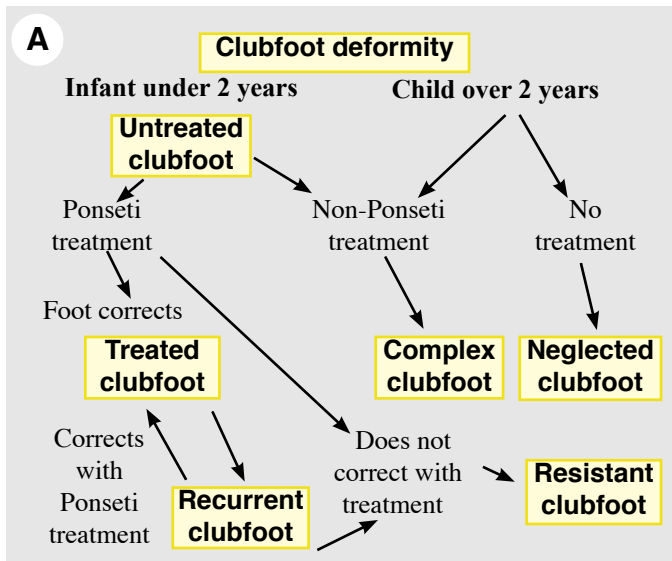 A
Clubfoot deformity
Infant under 2 years
Child over 2 years
Untreated
clubfoot
Ponseti
treatment
Non-Ponseti
treatment
No
treatment
Foot corrects
Treated
clubfoot
Complex
clubfoot
Neglected
clubfoot
Corrects
with
Ponseti
treatment
Recurrent
clubfoot
Does not
correct with
treatment
Resistant
clubfoot